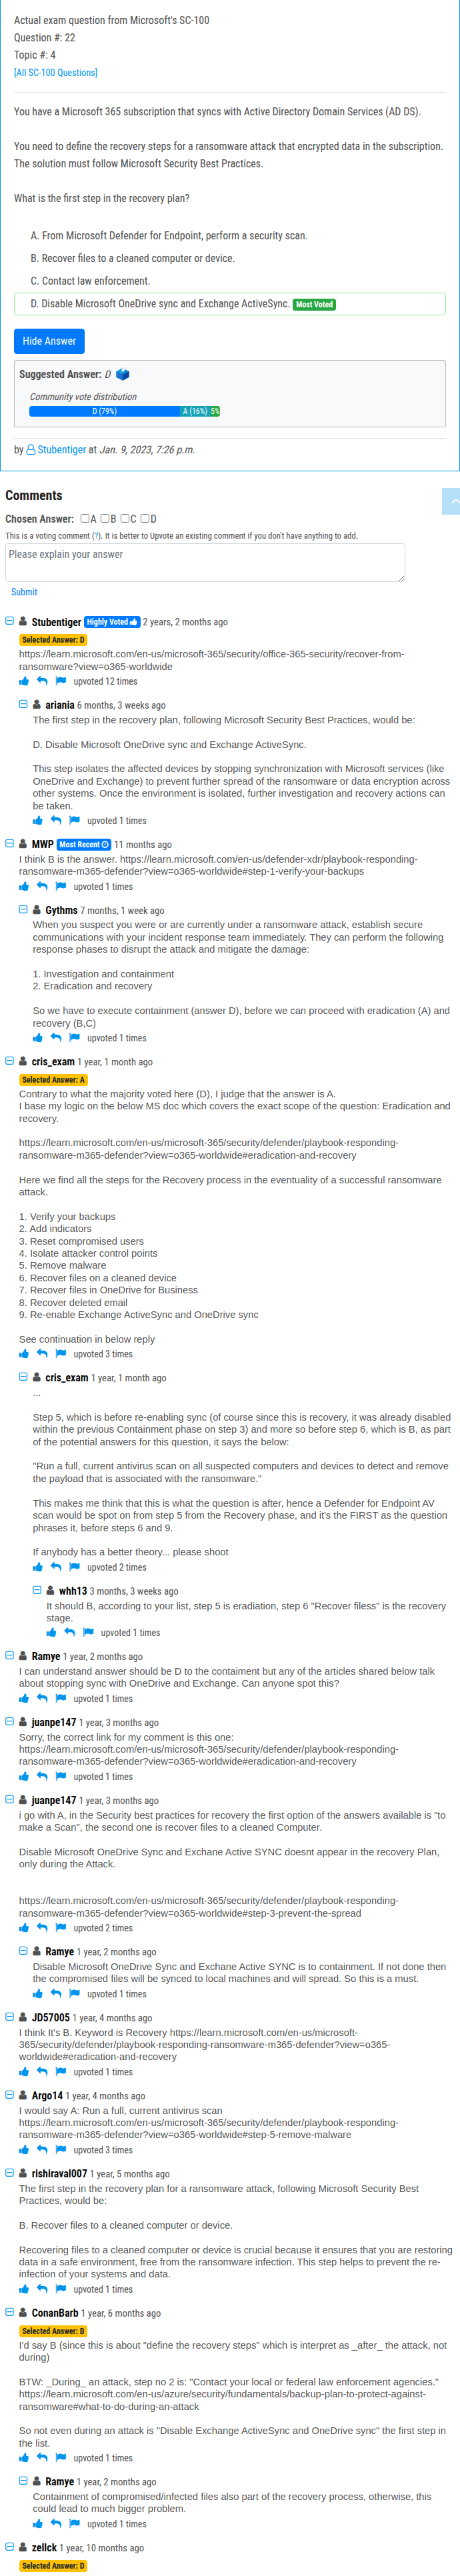 Actual exam question from Microsoft's SC-100
Question #: 22
Topic #: 4
[All SC-100 Questions]
You have a Microsoft 365 subscription that syncs with Active Directory Domain Services (AD DS).
You need to define the recovery steps for a ransomware attack that encrypted data in the subscription.
The solution must follow Microsoft Security Best Practices.
What is the first step in the recovery plan?
A. From Microsoft Defender for Endpoint, perform a security scan.
B. Recover files to a cleaned computer or device.
C. Contact law enforcement.
D. Disable Microsoft OneDrive sync and Exchange ActiveSync. Most Voted
Hide Answer
Suggested Answer: D
Community vote distribution
D (79%) A (16%) 5%
by Stubentiger at Jan. 9, 2023, 7:26 p.m.
Comments
Chosen Answer: A B C D
This is a voting comment (?). It is better to Upvote an existing comment if you don't have anything to add.
Please explain your answer
Submit
Stubentiger Highly Voted 2 years, 2 months ago
Selected Answer: D
https://learn.microsoft.com/en-us/microsoft-365/security/office-365-security/recover-from-
ransomware?view=o365-worldwide
upvoted 12 times
ariania 6 months, 3 weeks ago
The first step in the recovery plan, following Microsoft Security Best Practices, would be:
D. Disable Microsoft OneDrive sync and Exchange ActiveSync.
This step isolates the affected devices by stopping synchronization with Microsoft services (like
OneDrive and Exchange) to prevent further spread of the ransomware or data encryption across
other systems. Once the environment is isolated, further investigation and recovery actions can
be taken.
upvoted 1 times
MWP Most Recent 11 months ago
I think B is the answer. https://learn.microsoft.com/en-us/defender-xdr/playbook-responding-
ransomware-m365-defender?view=o365-worldwide#step-1-verify-your-backups
upvoted 1 times
Gythms 7 months, 1 week ago
When you suspect you were or are currently under a ransomware attack, establish secure
communications with your incident response team immediately. They can perform the following
response phases to disrupt the attack and mitigate the damage:
1. Investigation and containment
2. Eradication and recovery
So we have to execute containment (answer D), before we can proceed with eradication (A) and
recovery (B,C)
upvoted 1 times
cris_exam 1 year, 1 month ago
Selected Answer: A
Contrary to what the majority voted here (D), I judge that the answer is A.
I base my logic on the below MS doc which covers the exact scope of the question: Eradication and
recovery.
https://learn.microsoft.com/en-us/microsoft-365/security/defender/playbook-responding-
ransomware-m365-defender?view=o365-worldwide#eradication-and-recovery
Here we find all the steps for the Recovery process in the eventuality of a successful ransomware
attack.
1. Verify your backups
2. Add indicators
3. Reset compromised users
4. Isolate attacker control points
5. Remove malware
6. Recover files on a cleaned device
7. Recover files in OneDrive for Business
8. Recover deleted email
9. Re-enable Exchange ActiveSync and OneDrive sync
See continuation in below reply
upvoted 3 times
cris_exam 1 year, 1 month ago
...
Step 5, which is before re-enabling sync (of course since this is recovery, it was already disabled
within the previous Containment phase on step 3) and more so before step 6, which is B, as part
of the potential answers for this question, it says the below:
"Run a full, current antivirus scan on all suspected computers and devices to detect and remove
the payload that is associated with the ransomware."
This makes me think that this is what the question is after, hence a Defender for Endpoint AV
scan would be spot on from step 5 from the Recovery phase, and it's the FIRST as the question
phrases it, before steps 6 and 9.
If anybody has a better theory... please shoot
upvoted 2 times
whh13 3 months, 3 weeks ago
It should B, according to your list, step 5 is eradiation, step 6 "Recover filess" is the recovery
stage.
upvoted 1 times
Ramye 1 year, 2 months ago
I can understand answer should be D to the contaiment but any of the articles shared below talk
about stopping sync with OneDrive and Exchange. Can anyone spot this?
upvoted 1 times
juanpe147 1 year, 3 months ago
Sorry, the correct link for my comment is this one:
https://learn.microsoft.com/en-us/microsoft-365/security/defender/playbook-responding-
ransomware-m365-defender?view=o365-worldwide#eradication-and-recovery
upvoted 1 times
juanpe147 1 year, 3 months ago
i go with A, in the Security best practices for recovery the first option of the answers available is "to
make a Scan", the second one is recover files to a cleaned Computer.
Disable Microsoft OneDrive Sync and Exchane Active SYNC doesnt appear in the recovery Plan,
only during the Attack.
https://learn.microsoft.com/en-us/microsoft-365/security/defender/playbook-responding-
ransomware-m365-defender?view=o365-worldwide#step-3-prevent-the-spread
upvoted 2 times
Ramye 1 year, 2 months ago
Disable Microsoft OneDrive Sync and Exchane Active SYNC is to containment. If not done then
the compromised files will be synced to local machines and will spread. So this is a must.
upvoted 1 times
JD57005 1 year, 4 months ago
I think It's B. Keyword is Recovery https://learn.microsoft.com/en-us/microsoft-
365/security/defender/playbook-responding-ransomware-m365-defender?view=o365-
worldwide#eradication-and-recovery
upvoted 1 times
Argo14 1 year, 4 months ago
I would say A: Run a full, current antivirus scan
https://learn.microsoft.com/en-us/microsoft-365/security/defender/playbook-responding-
ransomware-m365-defender?view=o365-worldwide#step-5-remove-malware
upvoted 3 times
rishiraval007 1 year, 5 months ago
The first step in the recovery plan for a ransomware attack, following Microsoft Security Best
Practices, would be:
B. Recover files to a cleaned computer or device.
Recovering files to a cleaned computer or device is crucial because it ensures that you are restoring
data in a safe environment, free from the ransomware infection. This step helps to prevent the re-
infection of your systems and data.
upvoted 1 times
ConanBarb 1 year, 6 months ago
Selected Answer: B
I'd say B (since this is about "define the recovery steps" which is interpret as _after_ the attack, not
during)
BTW: _During_ an attack, step no 2 is: "Contact your local or federal law enforcement agencies."
https://learn.microsoft.com/en-us/azure/security/fundamentals/backup-plan-to-protect-against-
ransomware#what-to-do-during-an-attack
So not even during an attack is "Disable Exchange ActiveSync and OneDrive sync" the first step in
the list.
upvoted 1 times
Ramye 1 year, 2 months ago
Containment of compromised/infected files also part of the recovery process, otherwise, this
could lead to much bigger problem.
upvoted 1 times
zellck 1 year, 10 months ago
Selected Answer: D